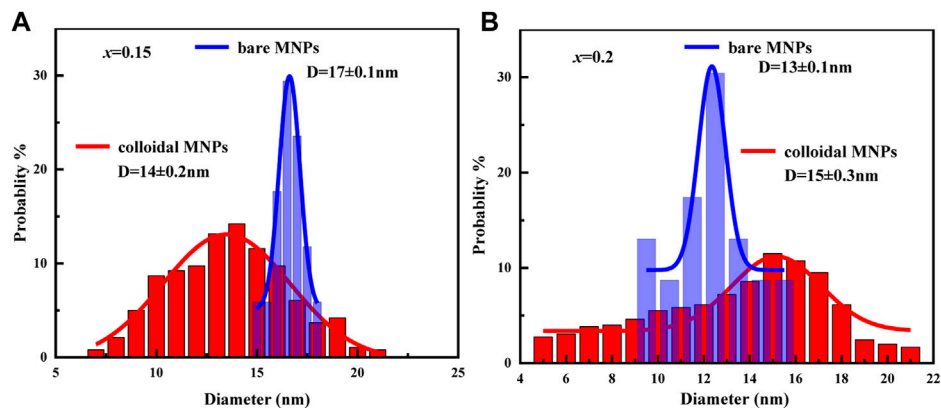 A
x=0.15
bare MNPs
D=17±0.1nm
colloidal MNPs
D=14±0.2nm
Probablity %
30
20
10
0
5
10
15
20
25
Diameter (nm)
B
x=0.2
bare MNPs
D=13±0.1nm
colloidal MNPs
D=15±0.3nm
Probablity %
30
20
10
0
4
6
8
10
12
14
16
18
20
22
Diameter (nm)